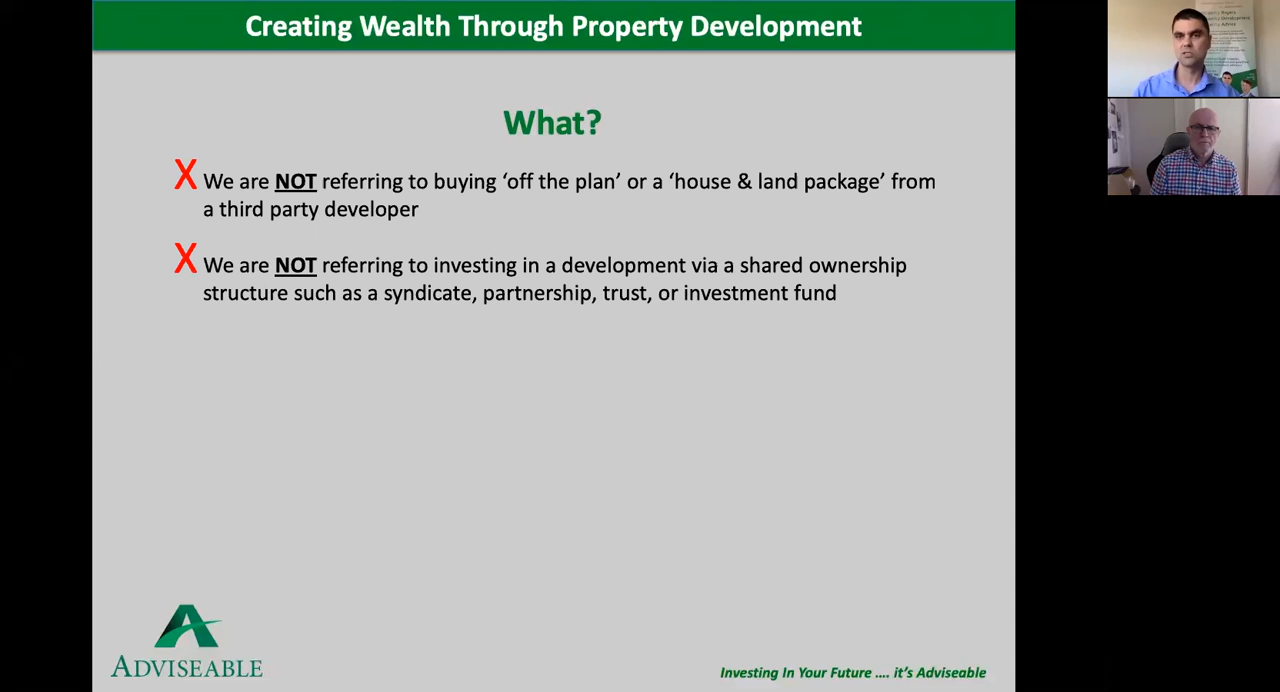 Creating Wealth Through Property Development
What?
X We are NOT referring to buying ‘off the plan’ or a ‘house & land package’ from
a third party developer
X We are NOT referring to investing in a development via a shared ownership
structure such as a syndicate, partnership, trust, or investment fund
ADVISEABLE
Investing In Your Future .... it’s Adviseable